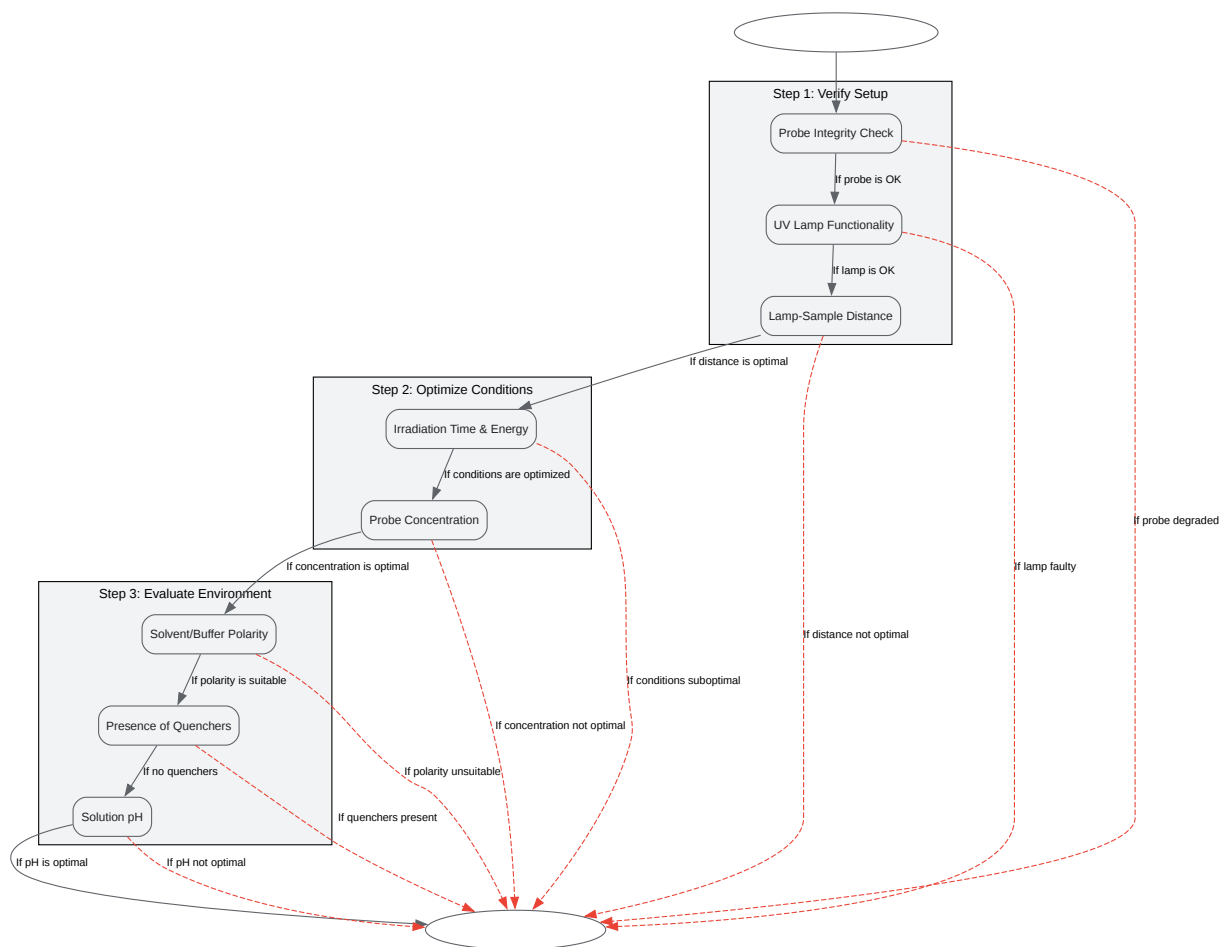 Step 1: Verify Setup
Probe Integrity Check
If probe is OK
UV Lamp Functionality
If lamp is OK
Lamp-Sample Distance
If distance is optimal
Step 2: Optimize Conditions
Irradiation Time & Energy
If conditions are optimized
Probe Concentration
If probe degraded
If concentration is optimal
If lamp faulty
Step 3: Evaluate Environment
Solvent/Buffer Polarity
If distance not optimal
If polarity is suitable
If conditions suboptimal
Presence of Quenchers
If concentration not optimal
If no quenchers
If polarity unsuitable
Solution pH
If quenchers present
If pH is optimal
If pH not optimal